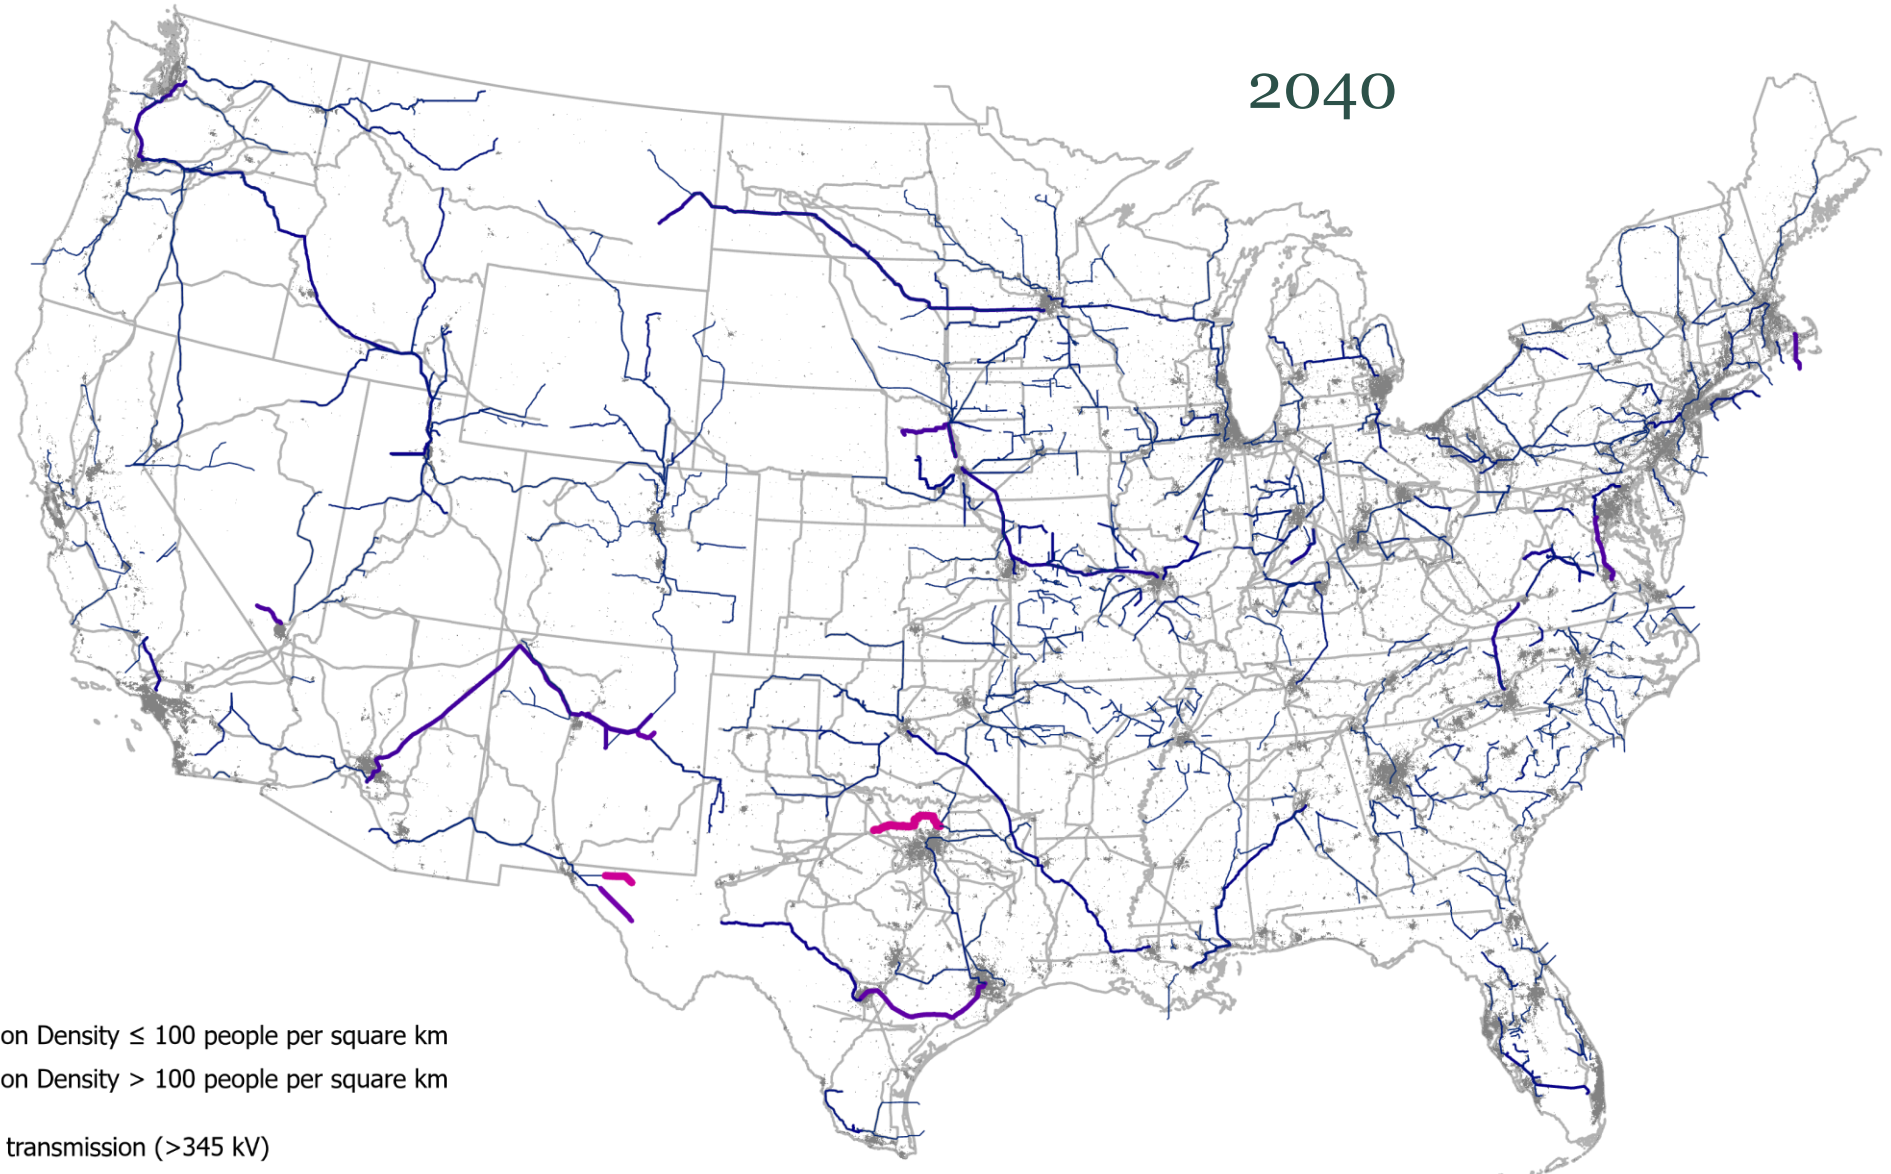 2040
on Density ≤ 100 people per square km
on Density > 100 people per square km
transmission (>345 kV)